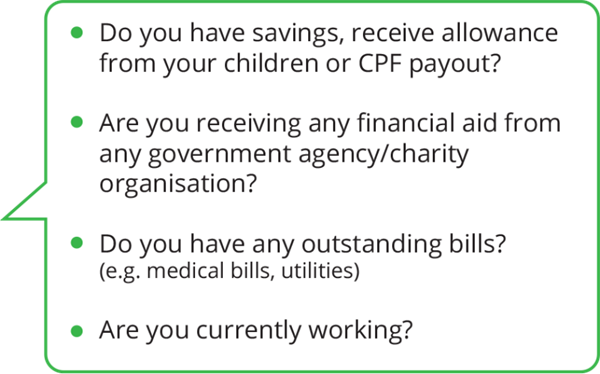 • Do you have savings, receive allowance
from your children or CPF payout?
• Are you receiving any financial aid from
any government agency/charity
organisation?
• Do you have any outstanding bills?
(e.g. medical bills, utilities)
• Are you currently working?